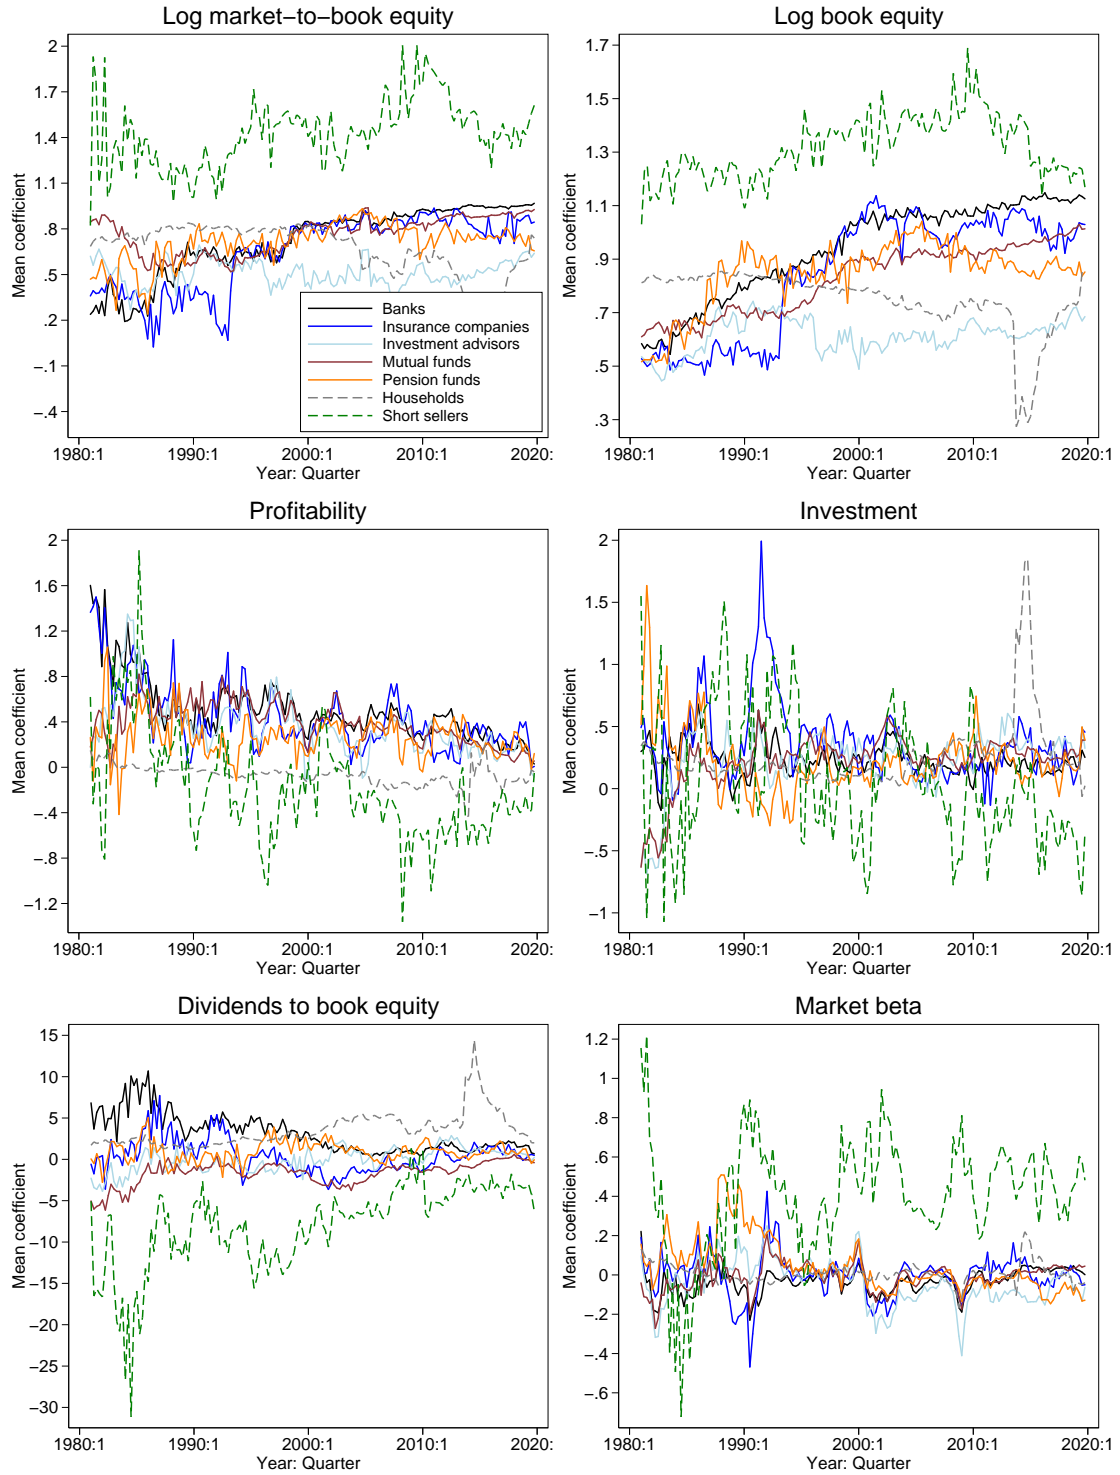 Log market−to−book equity
Mean coefficient
2
1.7
1.4
1.1
.8
.5
.2
−.1
−.4
Banks
Insurance companies
Investment advisors
Mutual funds
Pension funds
Households
Short sellers
1980:1 1990:1 2000:1 2010:1 2020:
Year: Quarter
Log book equity
Mean coefficient
1.7
1.5
1.3
1.1
.9
.7
.5
.3
1980:1 1990:1 2000:1 2010:1 2020:1
Year: Quarter
Profitability
Mean coefficient
2
1.6
1.2
.8
.4
0
−.4
−.8
−1.2
1980:1 1990:1 2000:1 2010:1 2020:
Year: Quarter
Investment
Mean coefficient
2
1.5
1
.5
0
−.5
−1
1980:1 1990:1 2000:1 2010:1 2020:1
Year: Quarter
Dividends to book equity
Mean coefficient
15
10
5
0
−5
−10
−15
−20
−25
−30
1980:1 1990:1 2000:1 2010:1 2020:
Year: Quarter
Market beta
Mean coefficient
1.2
1
.8
.6
.4
.2
0
−.2
−.4
−.6
1980:1 1990:1 2000:1 2010:1 2020:1
Year: Quarter